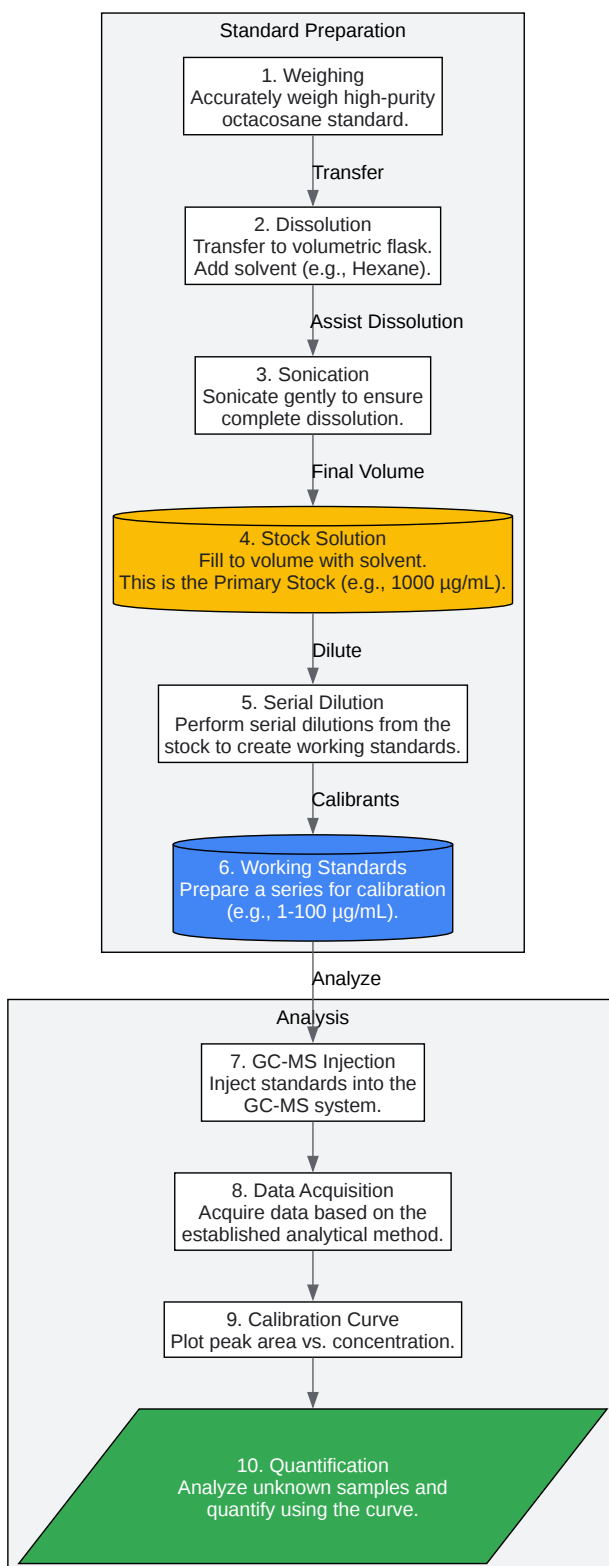 Standard Preparation
1. Weighing
Accurately weigh high-purity
octacosane standard.
Transfer
2. Dissolution
Transfer to volumetric flask.
Add solvent (e.g., Hexane).
Assist Dissolution
3. Sonication
Sonicate gently to ensure
complete dissolution.
Final Volume
4. Stock Solution
Fill to volume with solvent.
This is the Primary Stock (e.g., 1000 µg/mL).
Dilute
5. Serial Dilution
Perform serial dilutions from the
stock to create working standards.
Calibrants
6. Working Standards
Prepare a series for calibration
(e.g., 1-100 µg/mL).
Analyze
Analysis
7. GC-MS Injection
Inject standards into the
GC-MS system.
8. Data Acquisition
Acquire data based on the
established analytical method.
9. Calibration Curve
Plot peak area vs. concentration.
10. Quantification
Analyze unknown samples and
quantify using the curve.